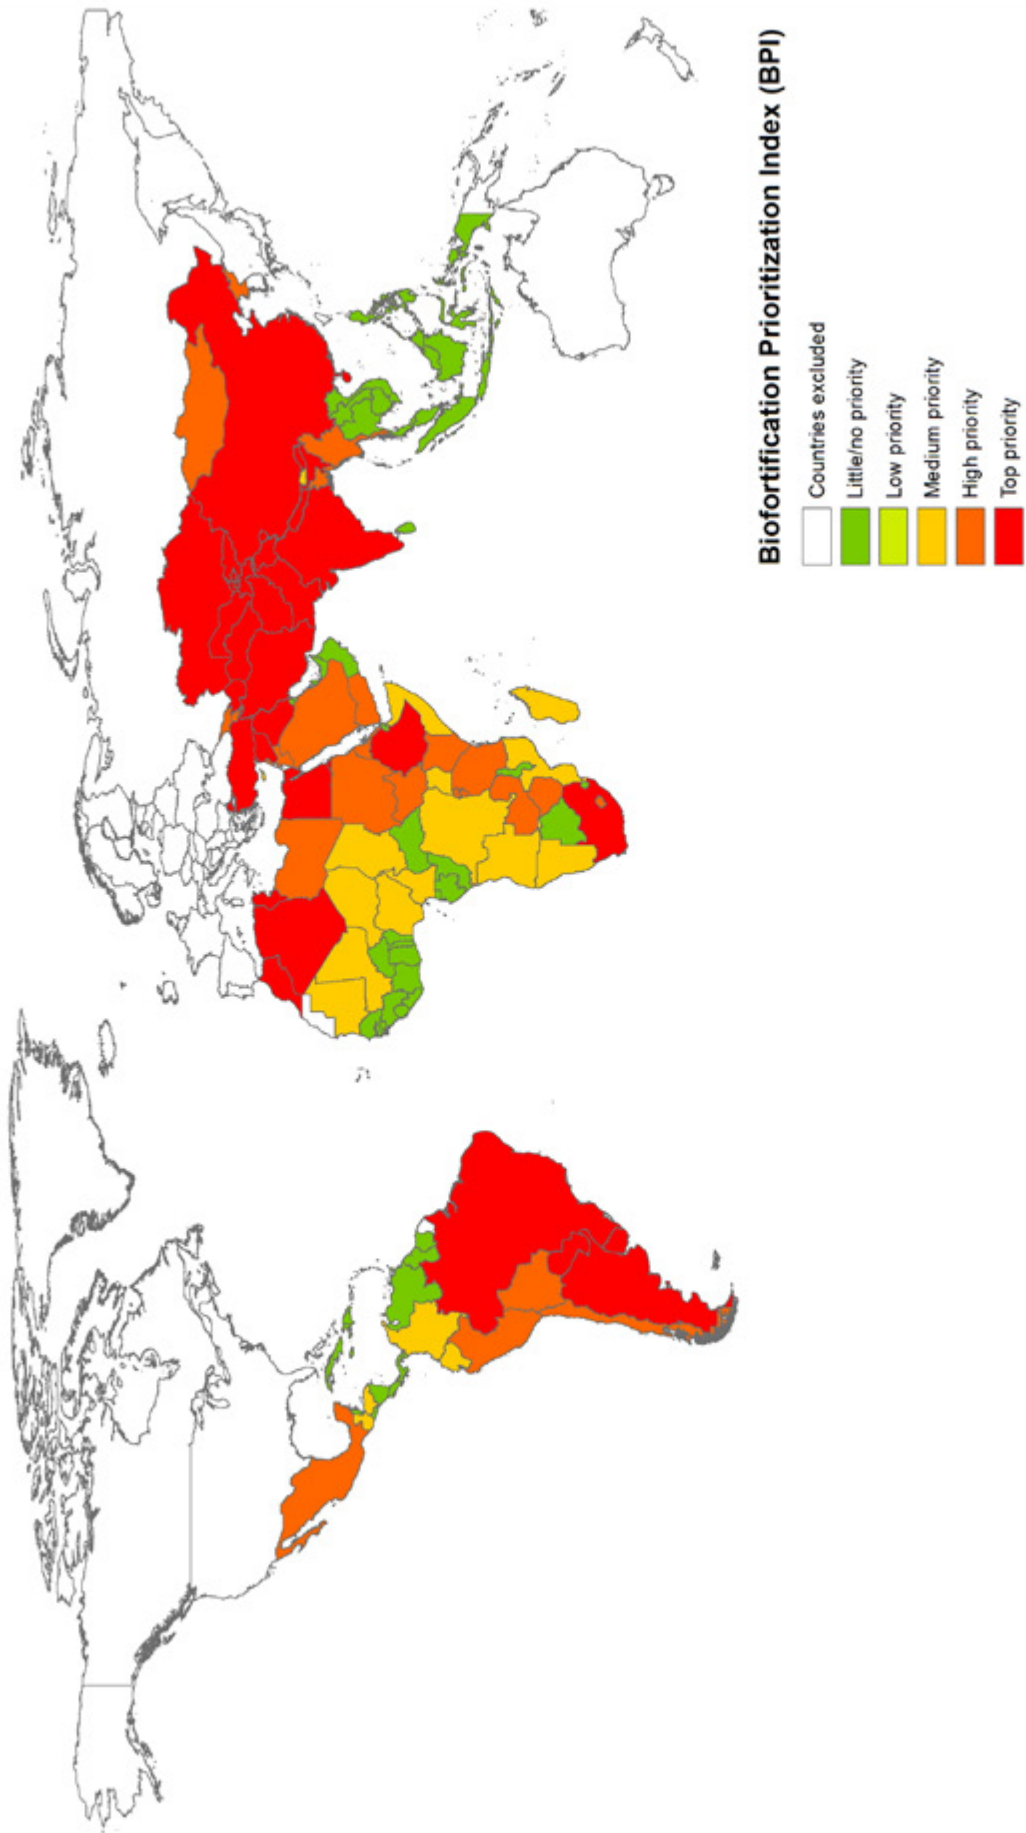 Biofortification Prioritization Index (BPI)
Countries excluded
Little/no priority
Low priority
Medium priority
High priority
Top priority